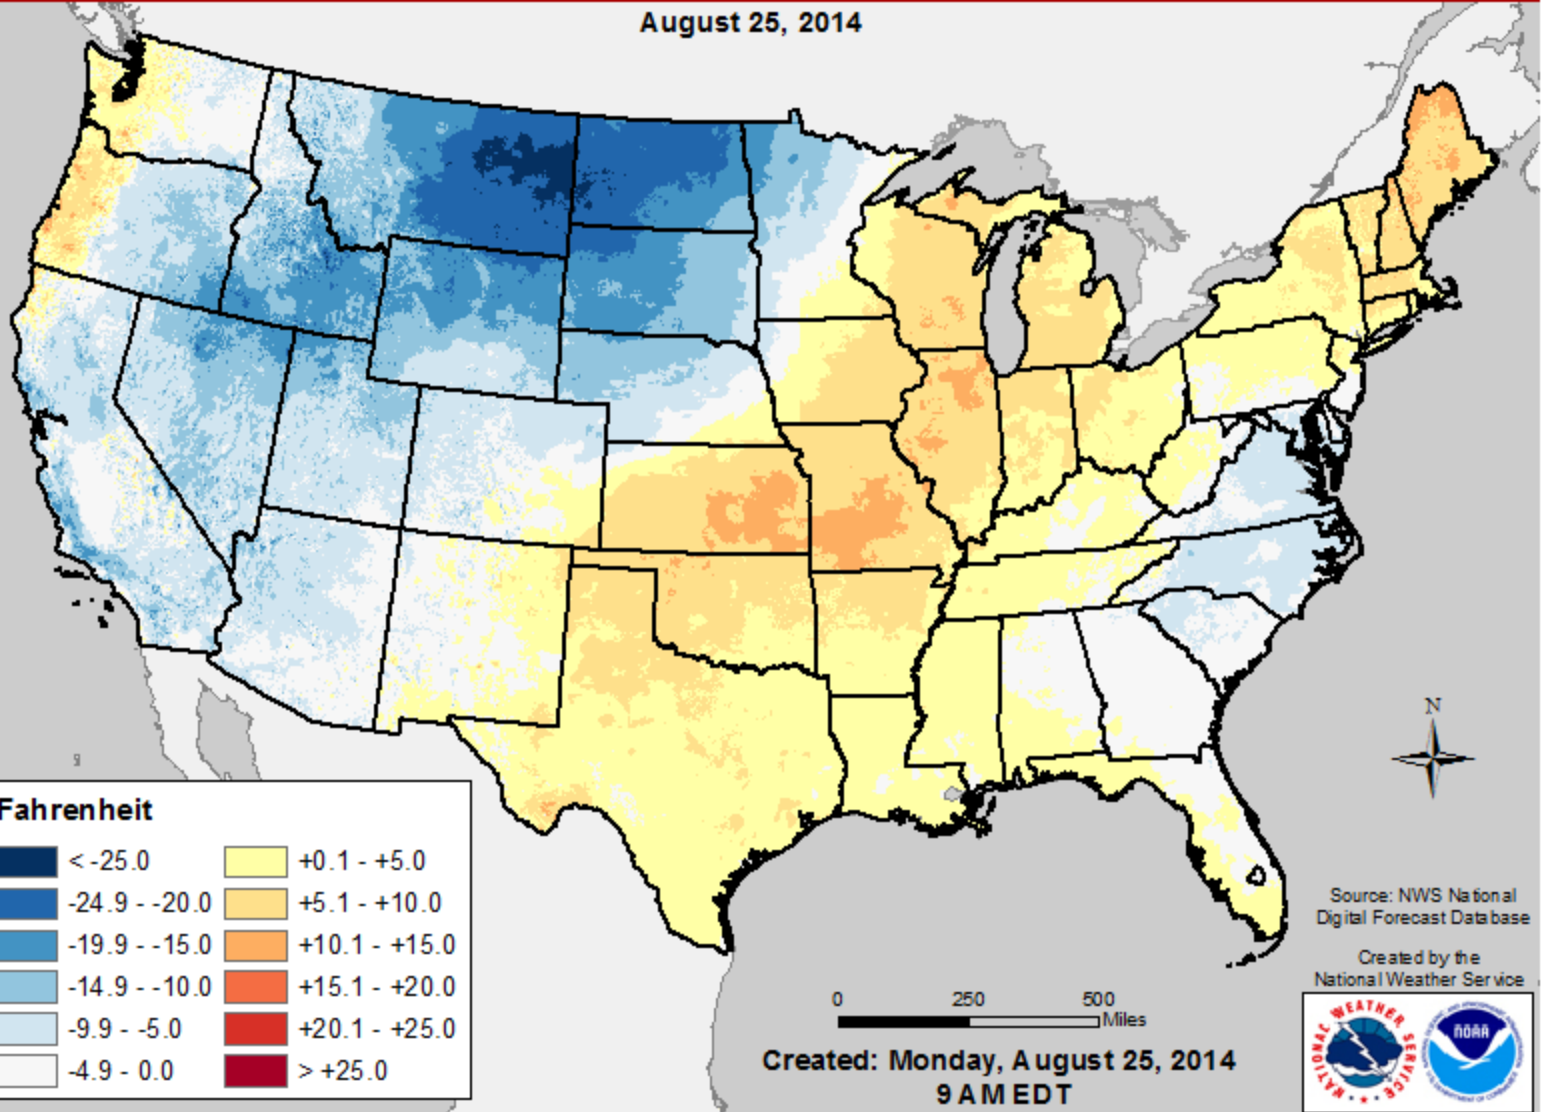 August 25, 2014
N
Fahrenheit
< -25.0
-24.9 - -20.0
-19.9 - -15.0
-14.9 - -10.0
-9.9 - -5.0
-4.9 - 0.0
+0.1 - +5.0
+5.1 - +10.0
+10.1 - +15.0
+15.1 - +20.0
+20.1 - +25.0
> +25.0
0 250 500
Miles
Created: Monday, August 25, 2014
9 AM EDT
Source: NWS National
Digital Forecast Database
Created by the
National Weather Service
NATIONAL WEATHER SERVICE
NOAA